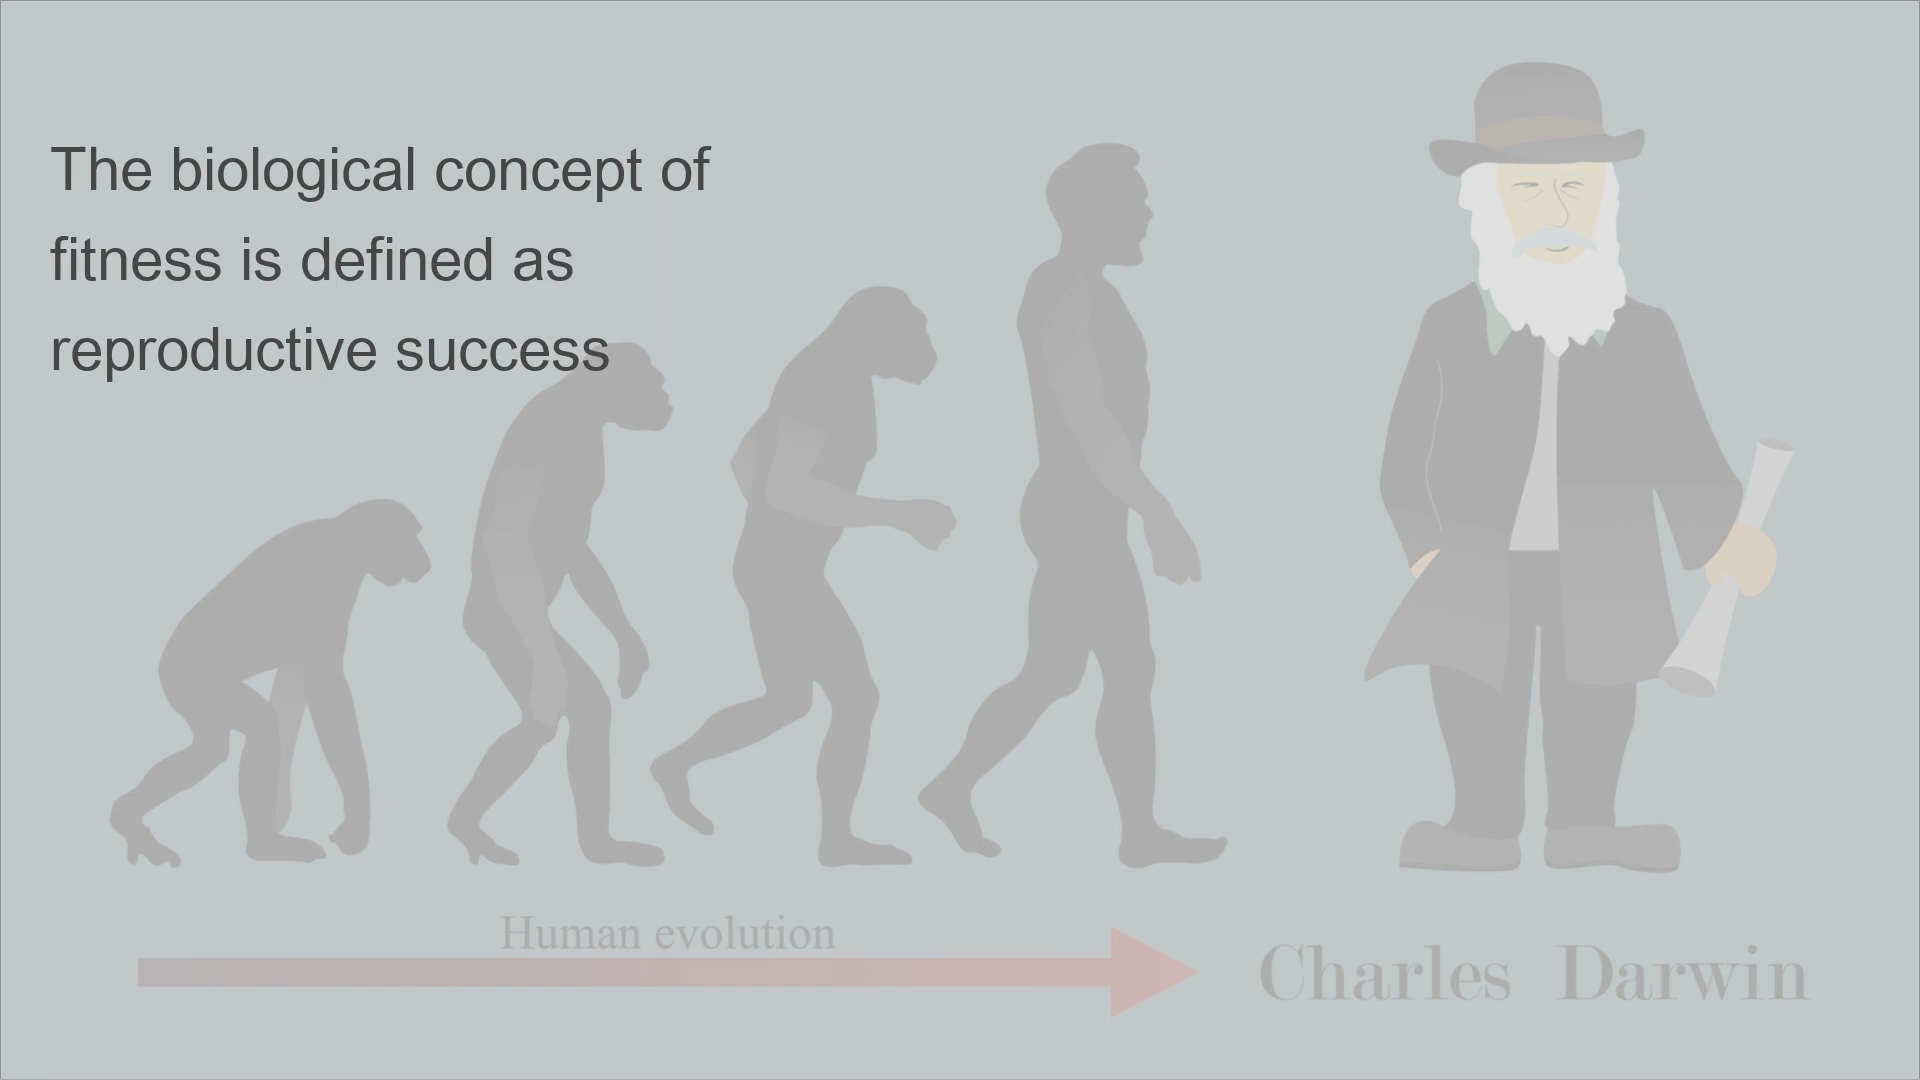 The biological concept of
fitness is defined as
reproductive success
Human evolution
Charles Darwin